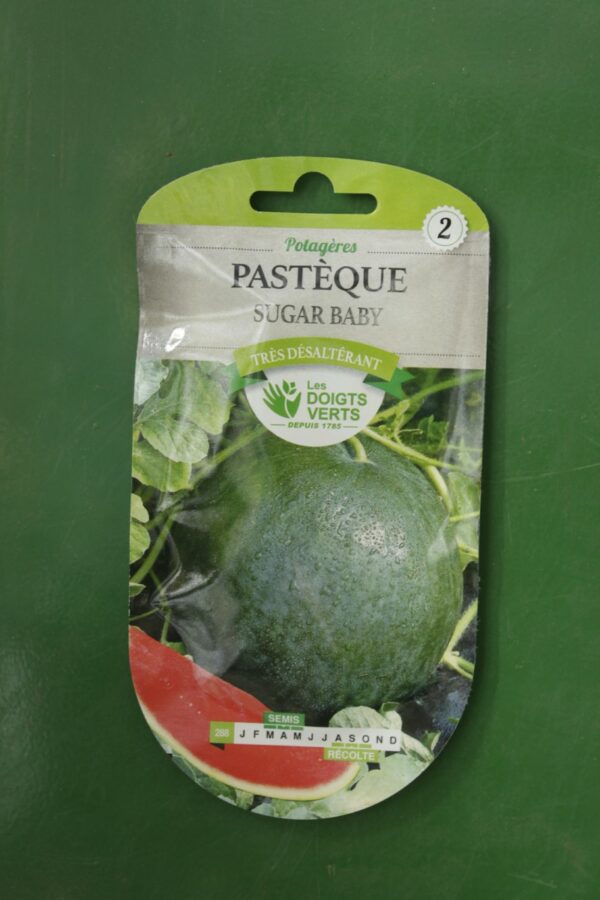 2
Potagères
PASTÈQUE
SUGAR BABY
TRÈS DÉSALTÉRANT
Les
DOIGTS
VERTS
DEPUIS 1785
SEMIS
288 J F M A M J J A S O N D
RÉCOLTE